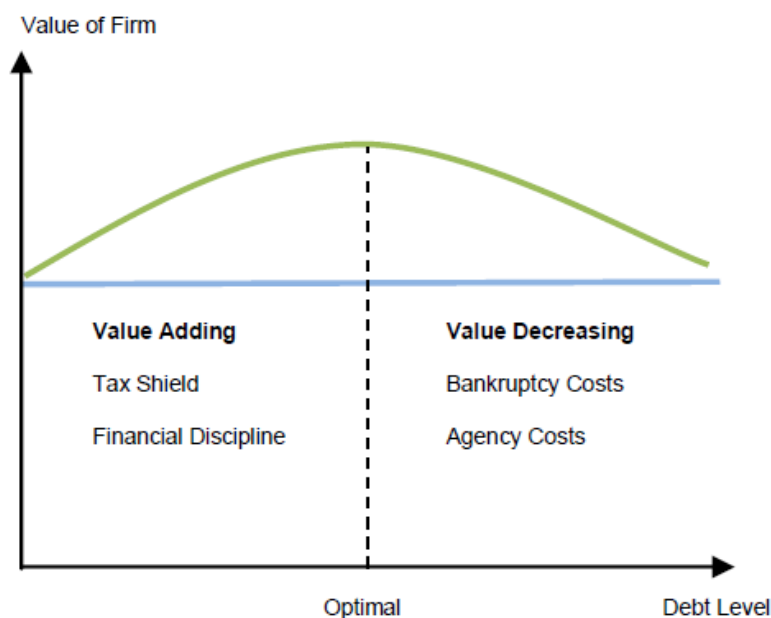 Value of Firm
Value Adding
Tax Shield
Financial Discipline
Value Decreasing
Bankruptcy Costs
Agency Costs
Optimal
Debt Level